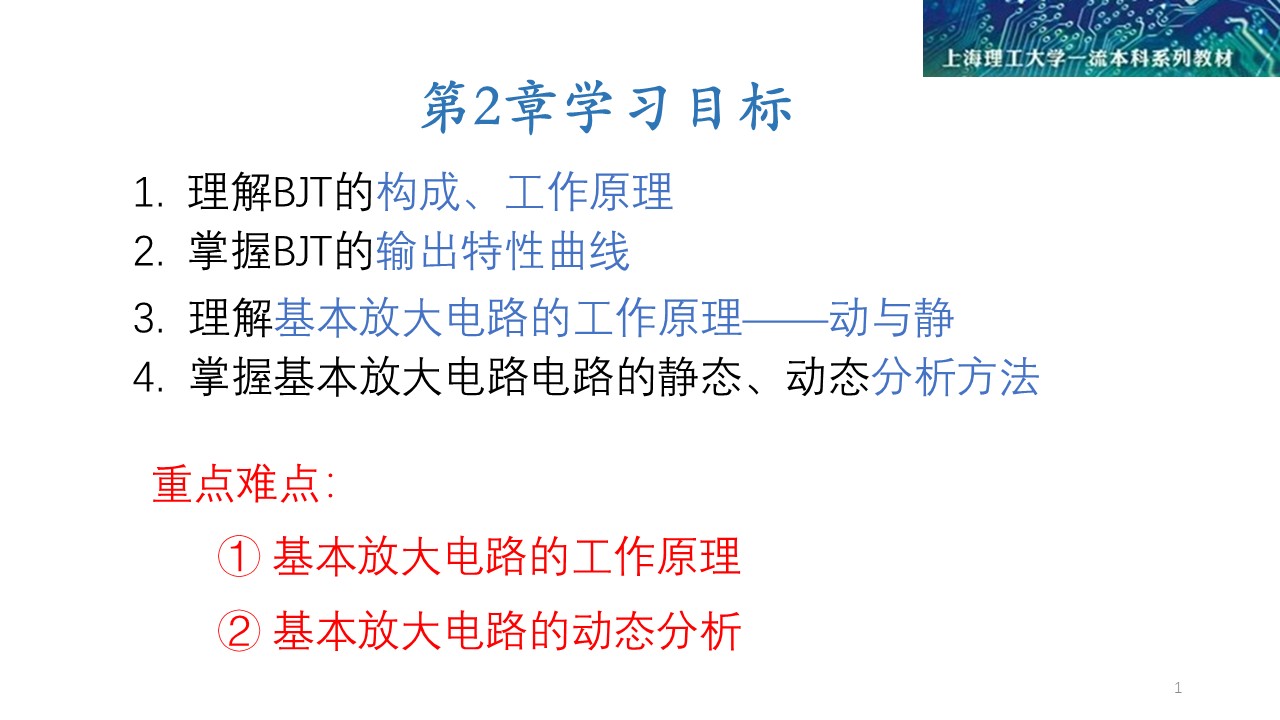 上海理工大学一流本科系列教材
第2章学习目标
1. 理解BJT的构成、工作原理
2. 掌握BJT的输出特性曲线
3. 理解基本放大电路的工作原理——动与静
4. 掌握基本放大电路电路的静态、动态分析方法
重点难点：
① 基本放大电路的工作原理
② 基本放大电路的动态分析
1